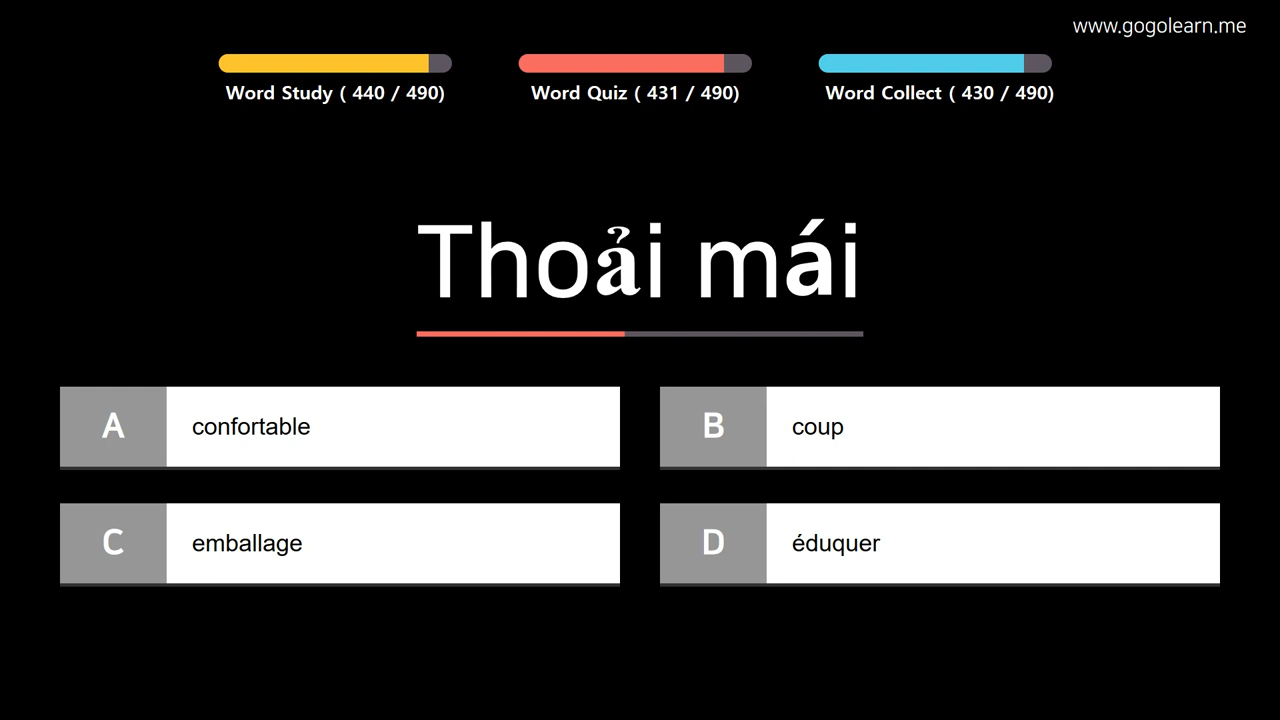 www.gogolearn.me
Word Study ( 440 / 490)
Word Quiz ( 431 / 490)
Word Collect ( 430 / 490)
Thoải mái
A confortable
B coup
C emballage
D éduquer